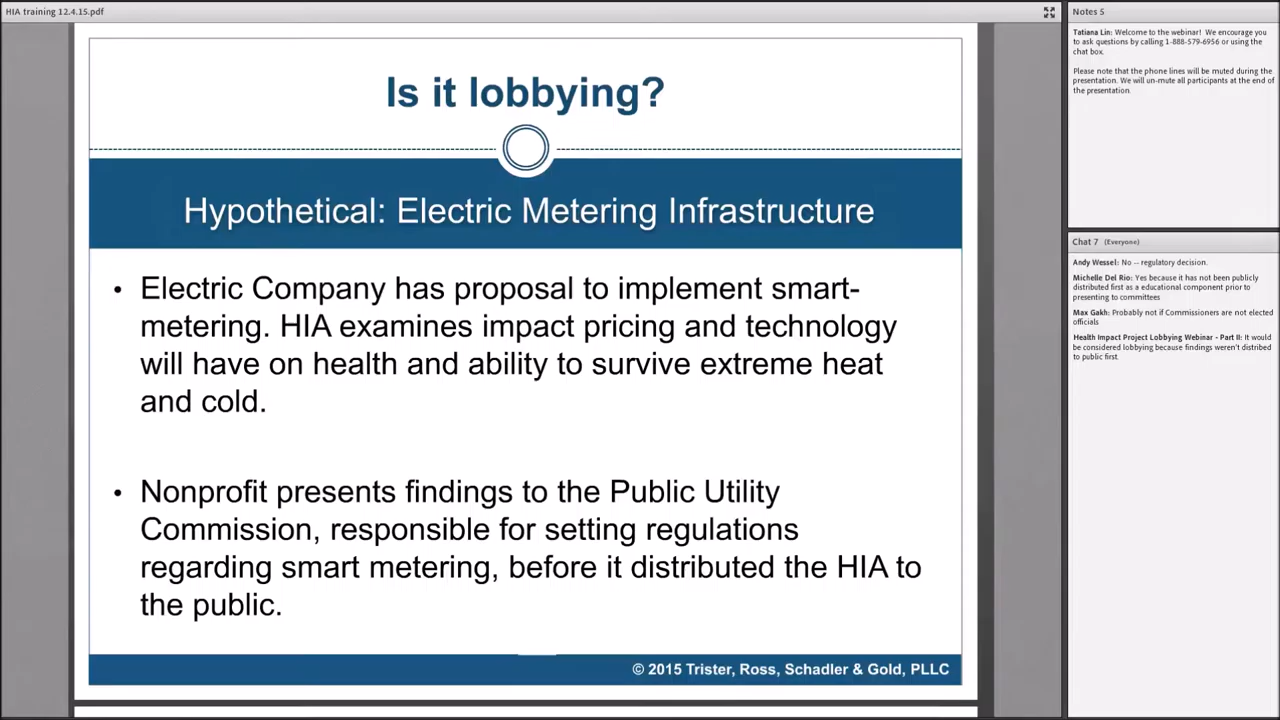 HIA training 12.4.15.pdf
Is it lobbying?
Hypothetical: Electric Metering Infrastructure
• Electric Company has proposal to implement smart-
metering. HIA examines impact pricing and technology
will have on health and ability to survive extreme heat
and cold.
• Nonprofit presents findings to the Public Utility
Commission, responsible for setting regulations
regarding smart metering, before it distributed the HIA to
the public.
© 2015 Trister, Ross, Schadler & Gold, PLLC
Notes 5
Tatiana Lin: Welcome to the webinar! We encourage you
to ask questions by calling 1-888-579-6956 or using the
chat box.
Please note that the phone lines will be muted during the
presentation. We will un-mute all participants at the end of
the presentation.
Chat 7 (Everyone)
Andy Wessel: No -- regulatory decision.
Michelle Del Rio: Yes because it has not been publicly
distributed first as a educational component prior to
presenting to committees
Max Gakh: Probably not if Commissioners are not elected
officials
Health Impact Project Lobbying Webinar - Part II: It would
be considered lobbying because findings weren't distribed
to public first.